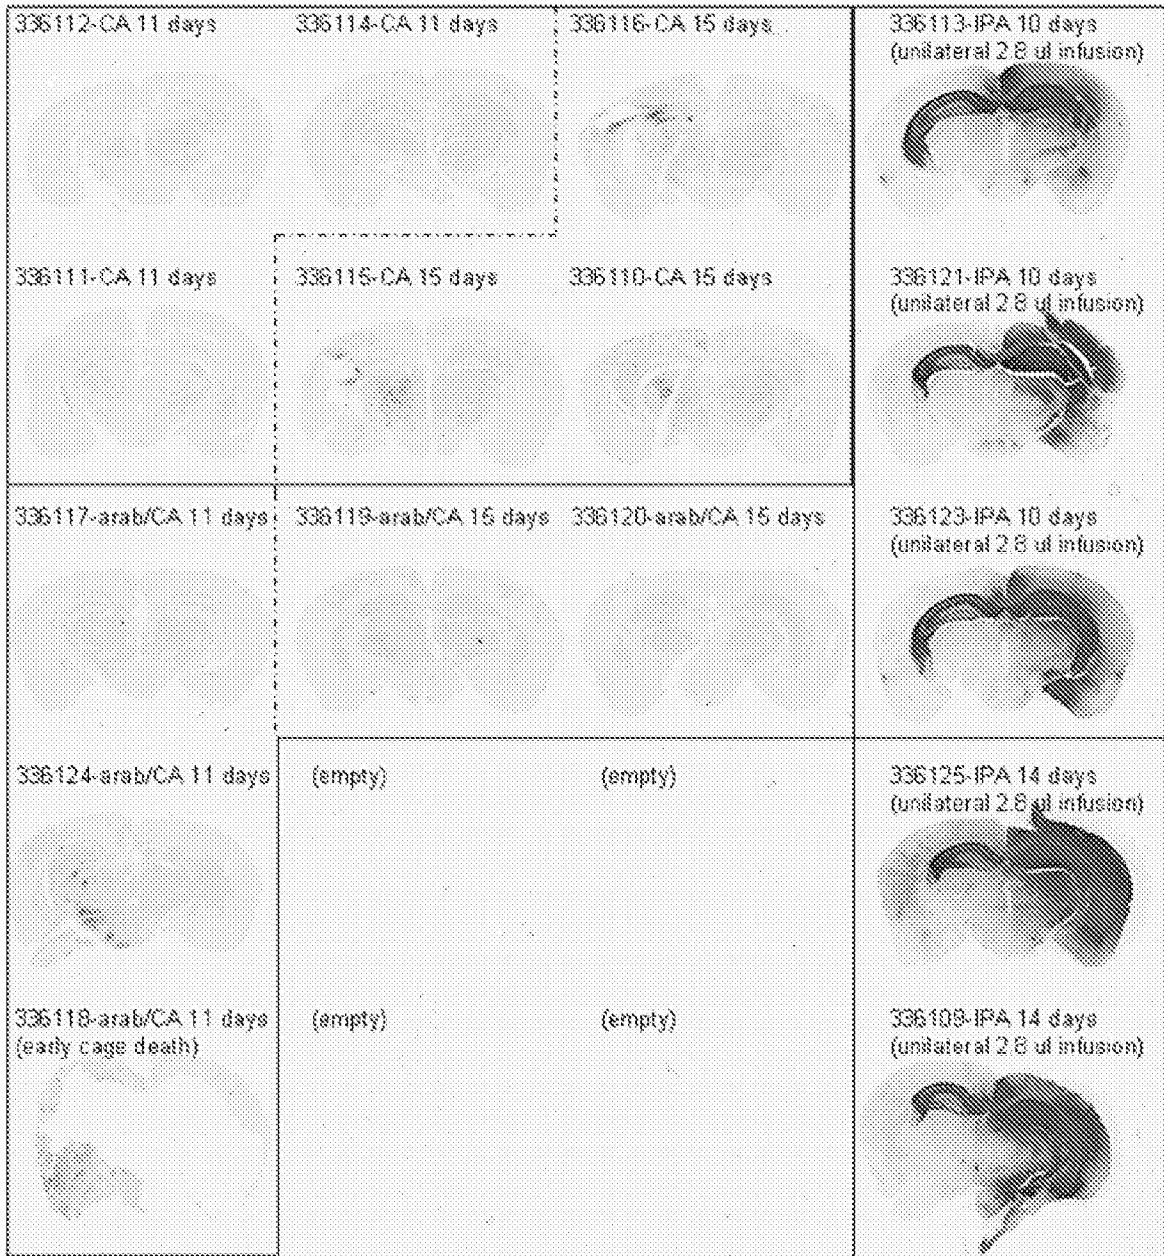 336112-CA 11 days
336114-CA 11 days
336116-CA 15 days
336113-IPA 10 days
(unilateral 2.8 ul infusion)
336111-CA 11 days
336115-CA 15 days
336110-CA 15 days
336121-IPA 10 days
(unilateral 2.8 ul infusion)
336117-arab/CA 11 days
336119-arab/CA 15 days
336120-arab/CA 15 days
336123-IPA 10 days
(unilateral 2.8 ul infusion)
336124-arab/CA 11 days
(empty)
(empty)
336125-IPA 14 days
(unilateral 2.8 ul infusion)
336118-arab/CA 11 days
(early cage death)
(empty)
(empty)
336109-IPA 14 days
(unilateral 2.8 ul infusion)